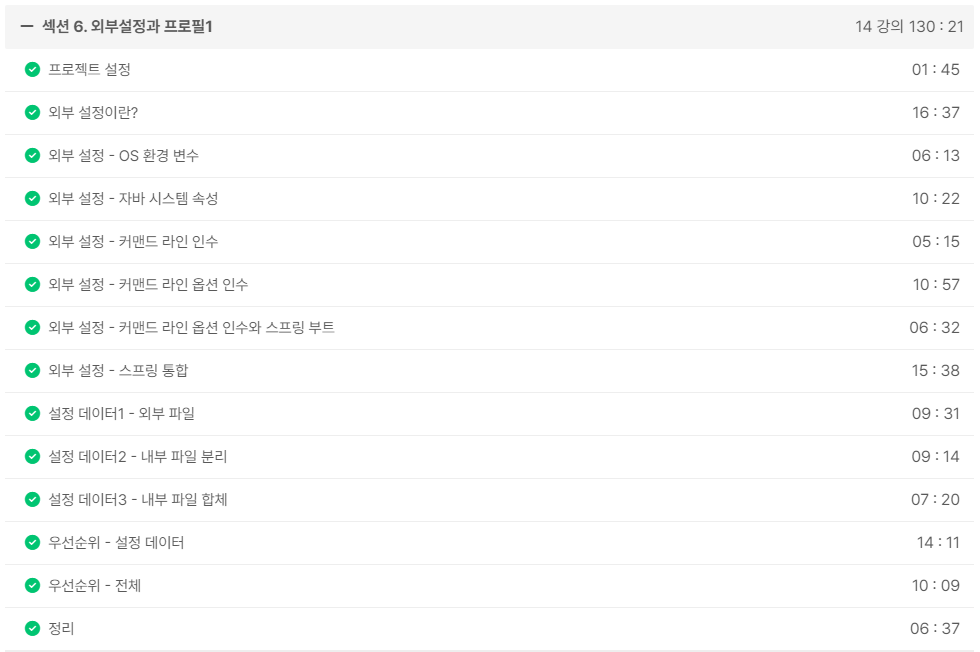 섹션 6. 외부설정과 프로필1 14 강의 130 : 21
프로젝트 설정 01 : 45
외부 설정이란? 16 : 37
외부 설정 - OS 환경 변수 06 : 13
외부 설정 - 자바 시스템 속성 10 : 22
외부 설정 - 커맨드 라인 인수 05 : 15
외부 설정 - 커맨드 라인 옵션 인수 10 : 57
외부 설정 - 커맨드 라인 옵션 인수와 스프링 부트 06 : 32
외부 설정 - 스프링 통합 15 : 38
설정 데이터1 - 외부 파일 09 : 31
설정 데이터2 - 내부 파일 분리 09 : 14
설정 데이터3 - 내부 파일 합체 07 : 20
우선순위 - 설정 데이터 14 : 11
우선순위 - 전체 10 : 09
정리 06 : 37